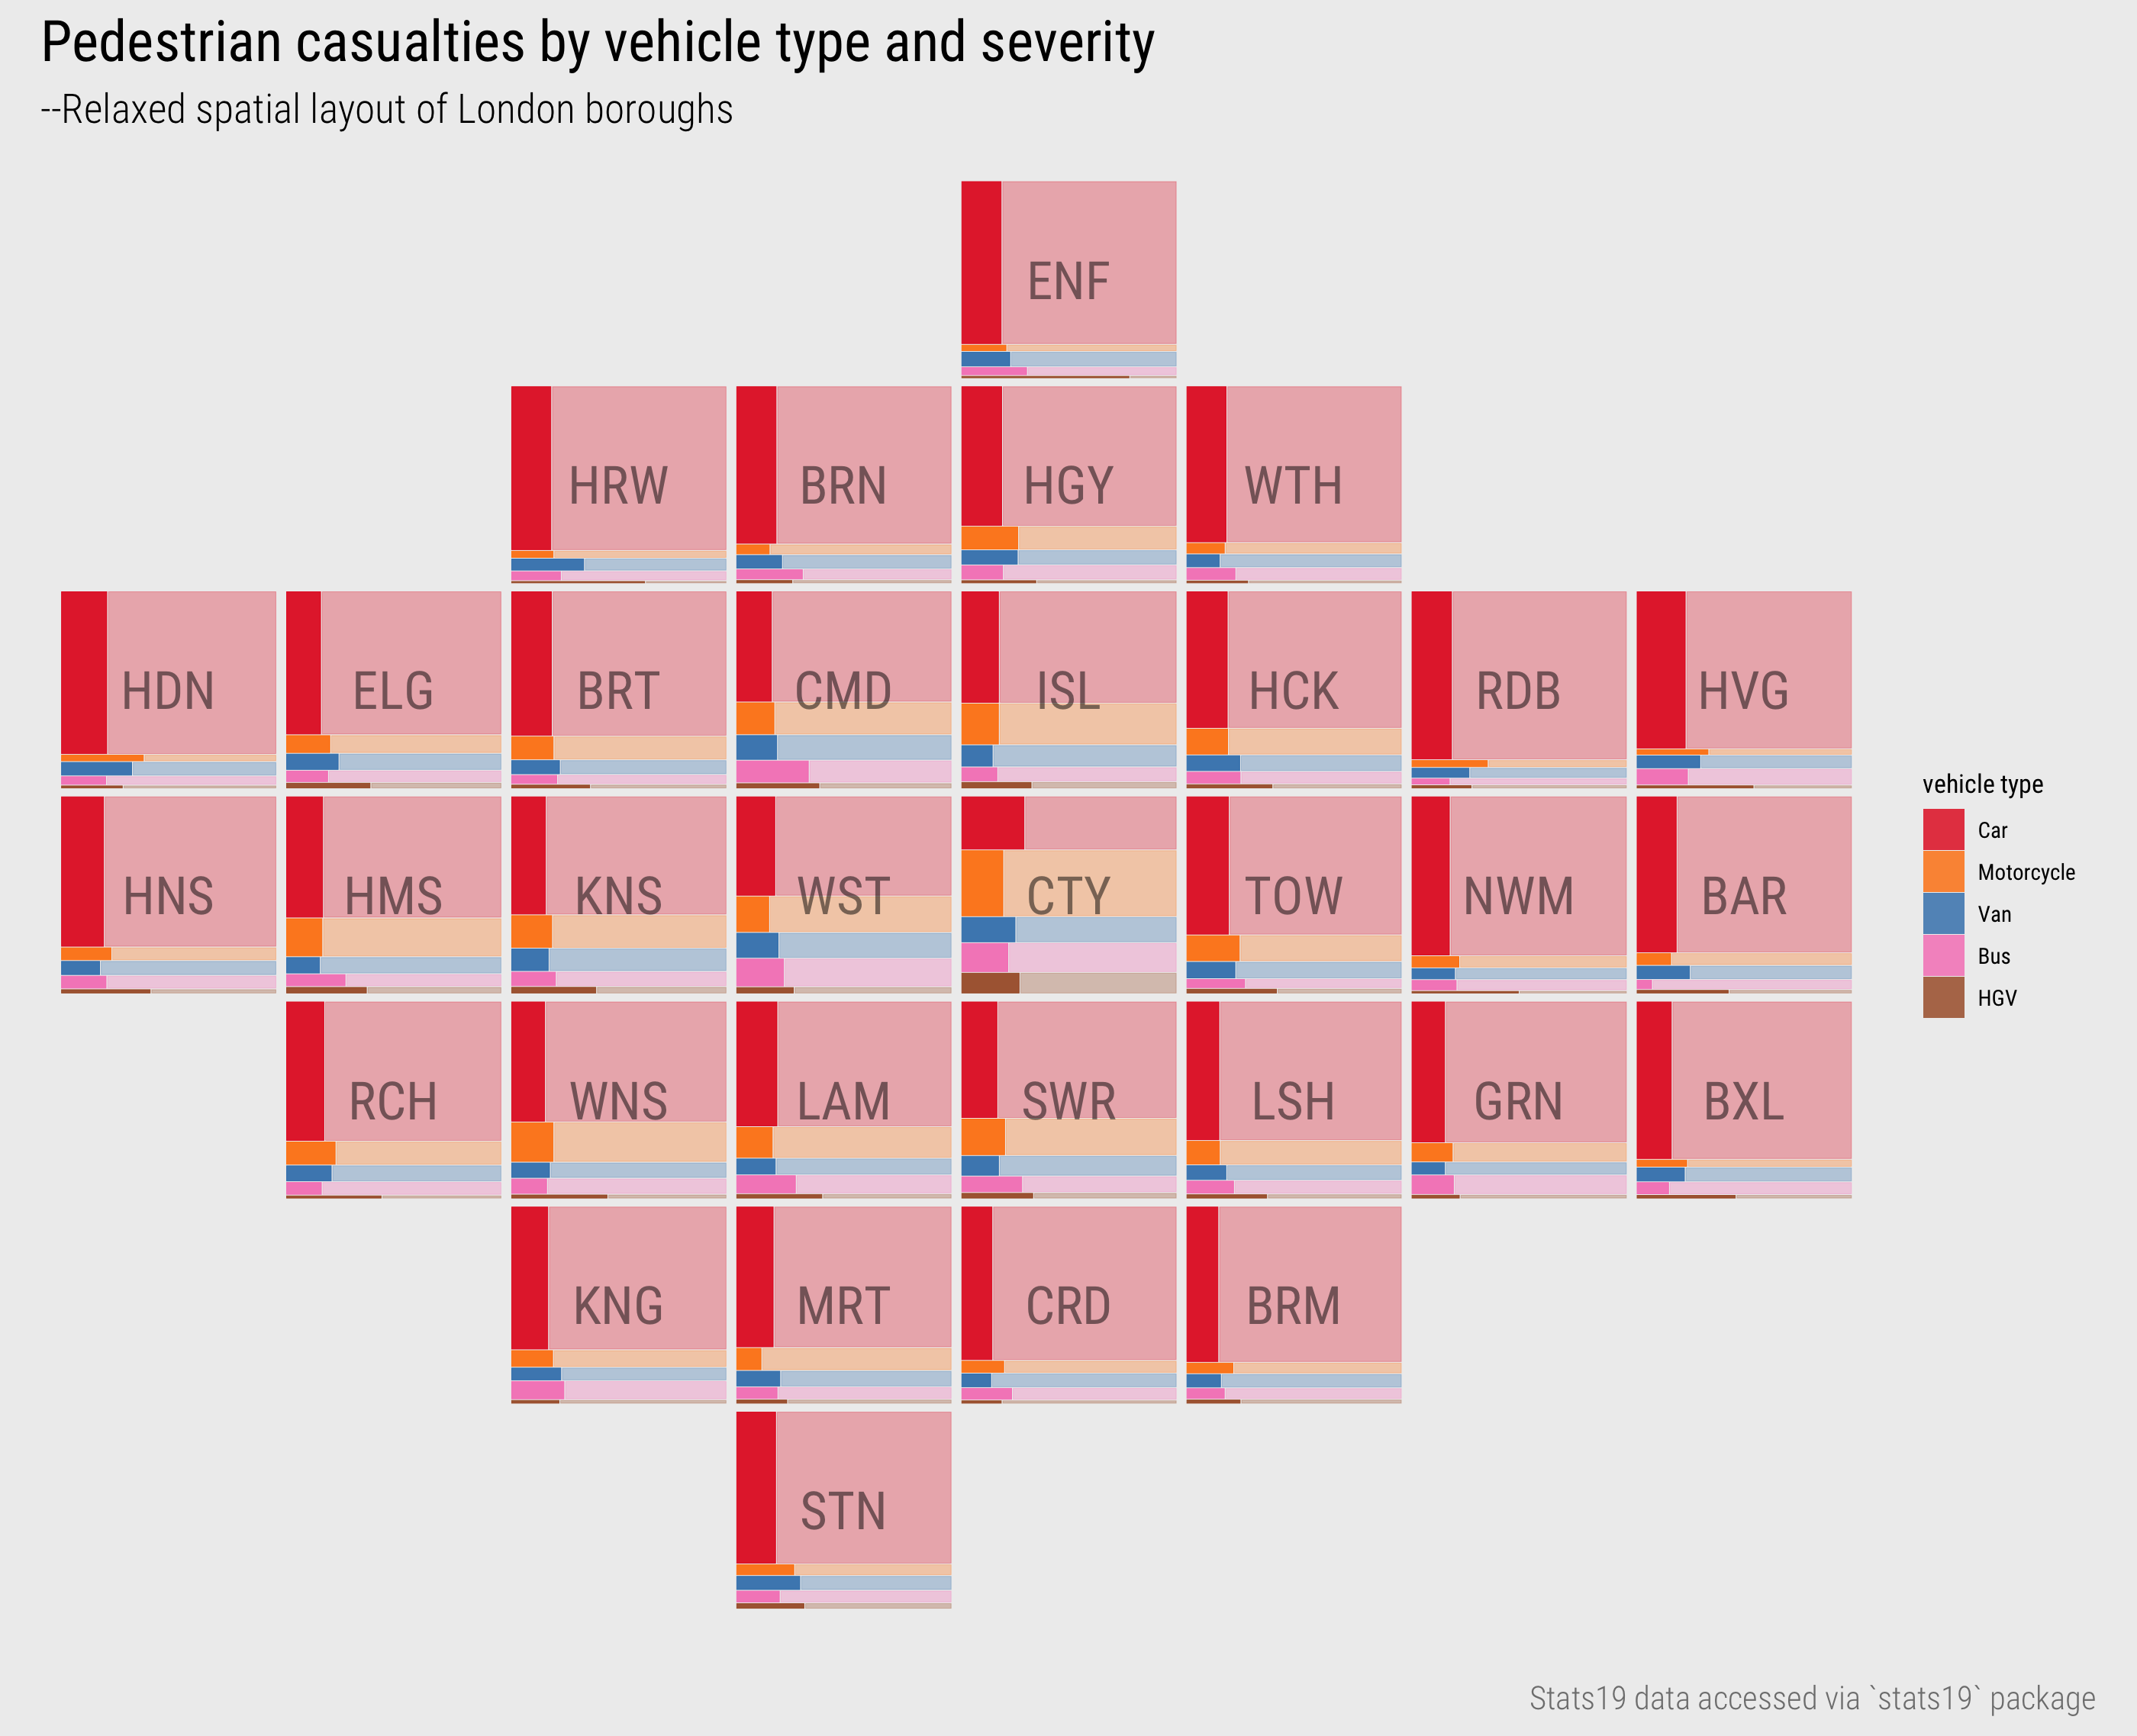 Pedestrian casualties by vehicle type and severity
--Relaxed spatial layout of London boroughs
ENF
HRW BRN HGY WTH
HDN ELG BRT CMD ISL HCK RDB HVG
HNS HMS KNS WST CTY TOW NWM BAR
RCH WNS LAM SWR LSH GRN BXL
KNG MRT CRD BRM
STN
vehicle type
Car
Motorcycle
Van
Bus
HGV
Stats19 data accessed via `stats19` package